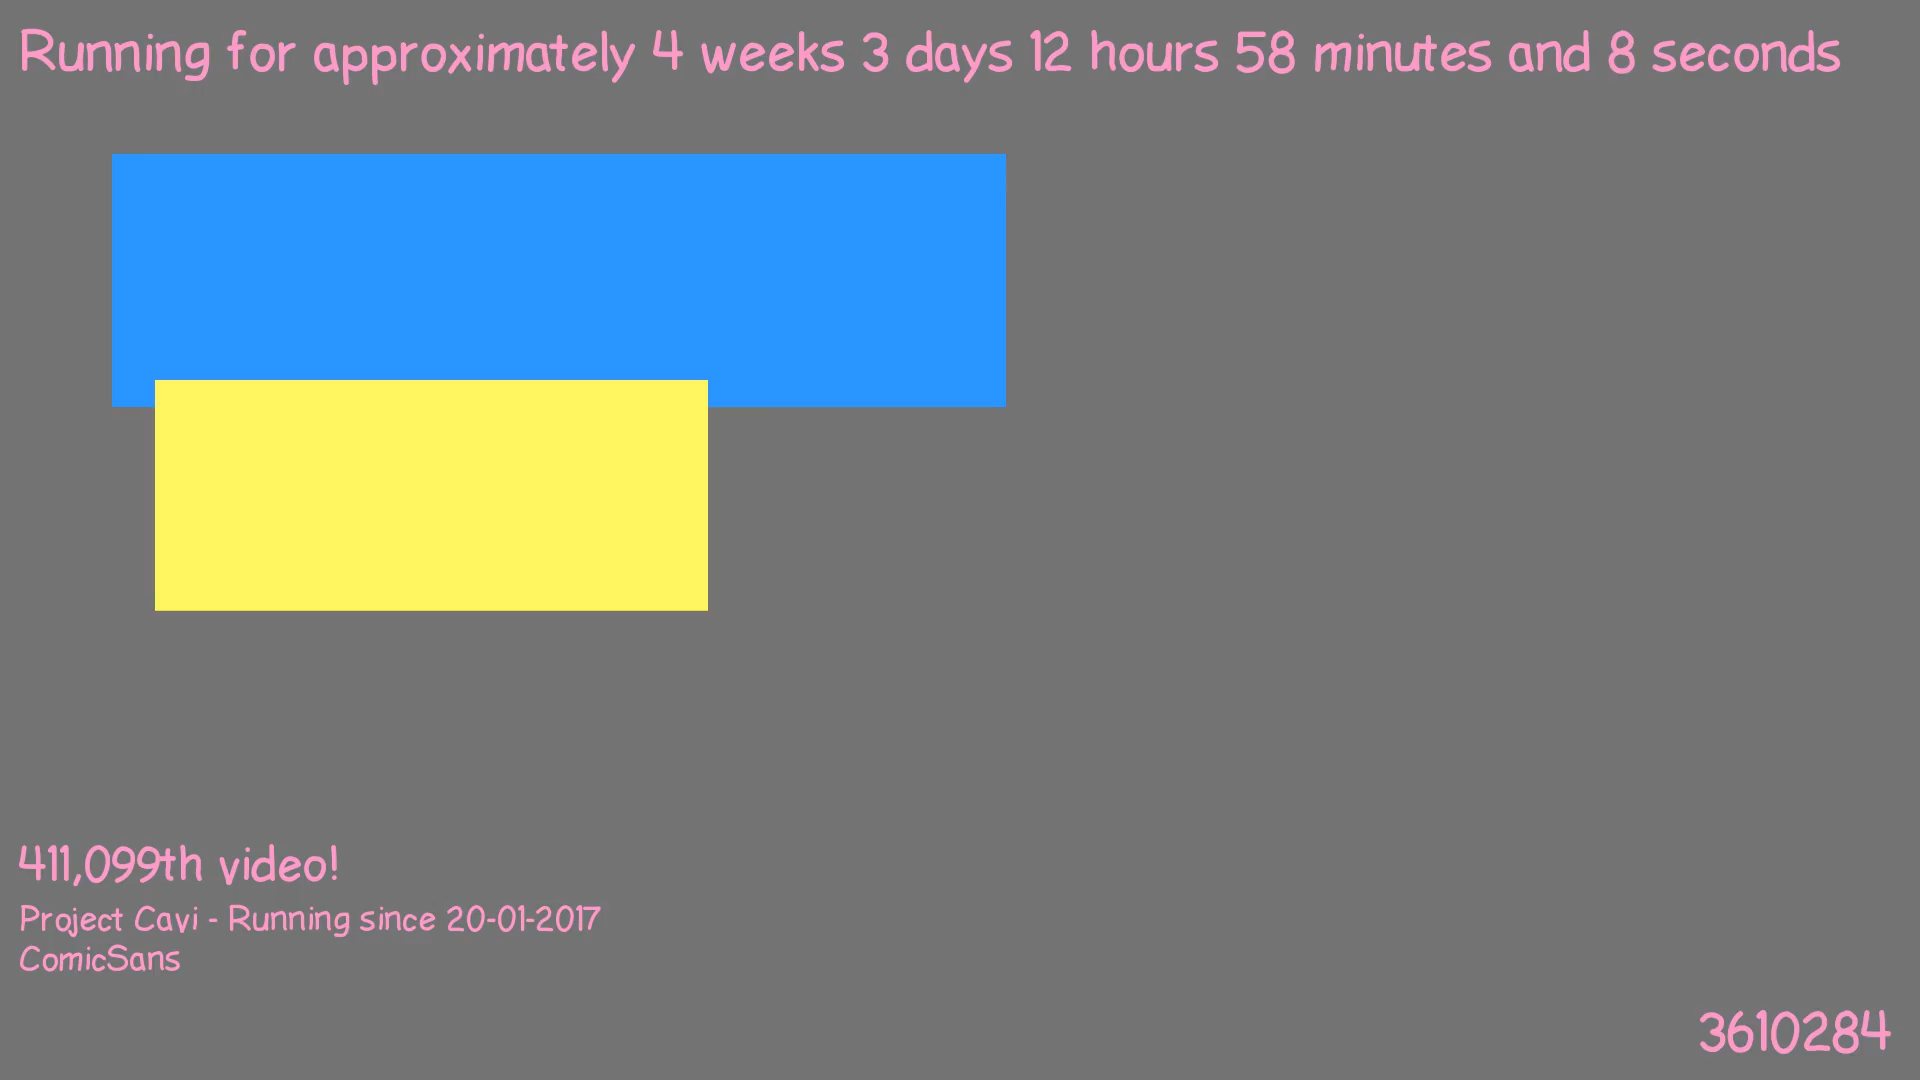 Running for approximately 4 weeks 3 days 12 hours 58 minutes and 8 seconds
411,099th video!
Project Cavi - Running since 20-01-2017
ComicSans
3610284